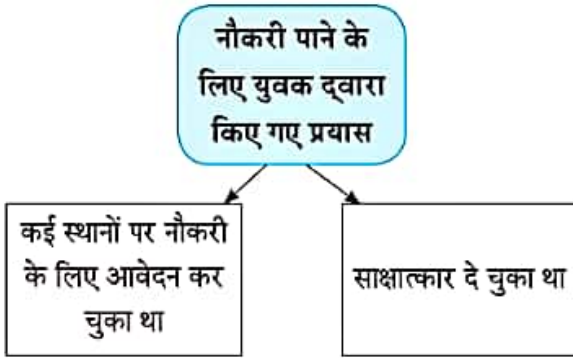 नौकरी पाने के
लिए युवक द्‌वारा
किए गए प्रयास
कई स्थानों पर नौकरी
के लिए आवेदन कर
चुका था
साक्षात्कार दे चुका था